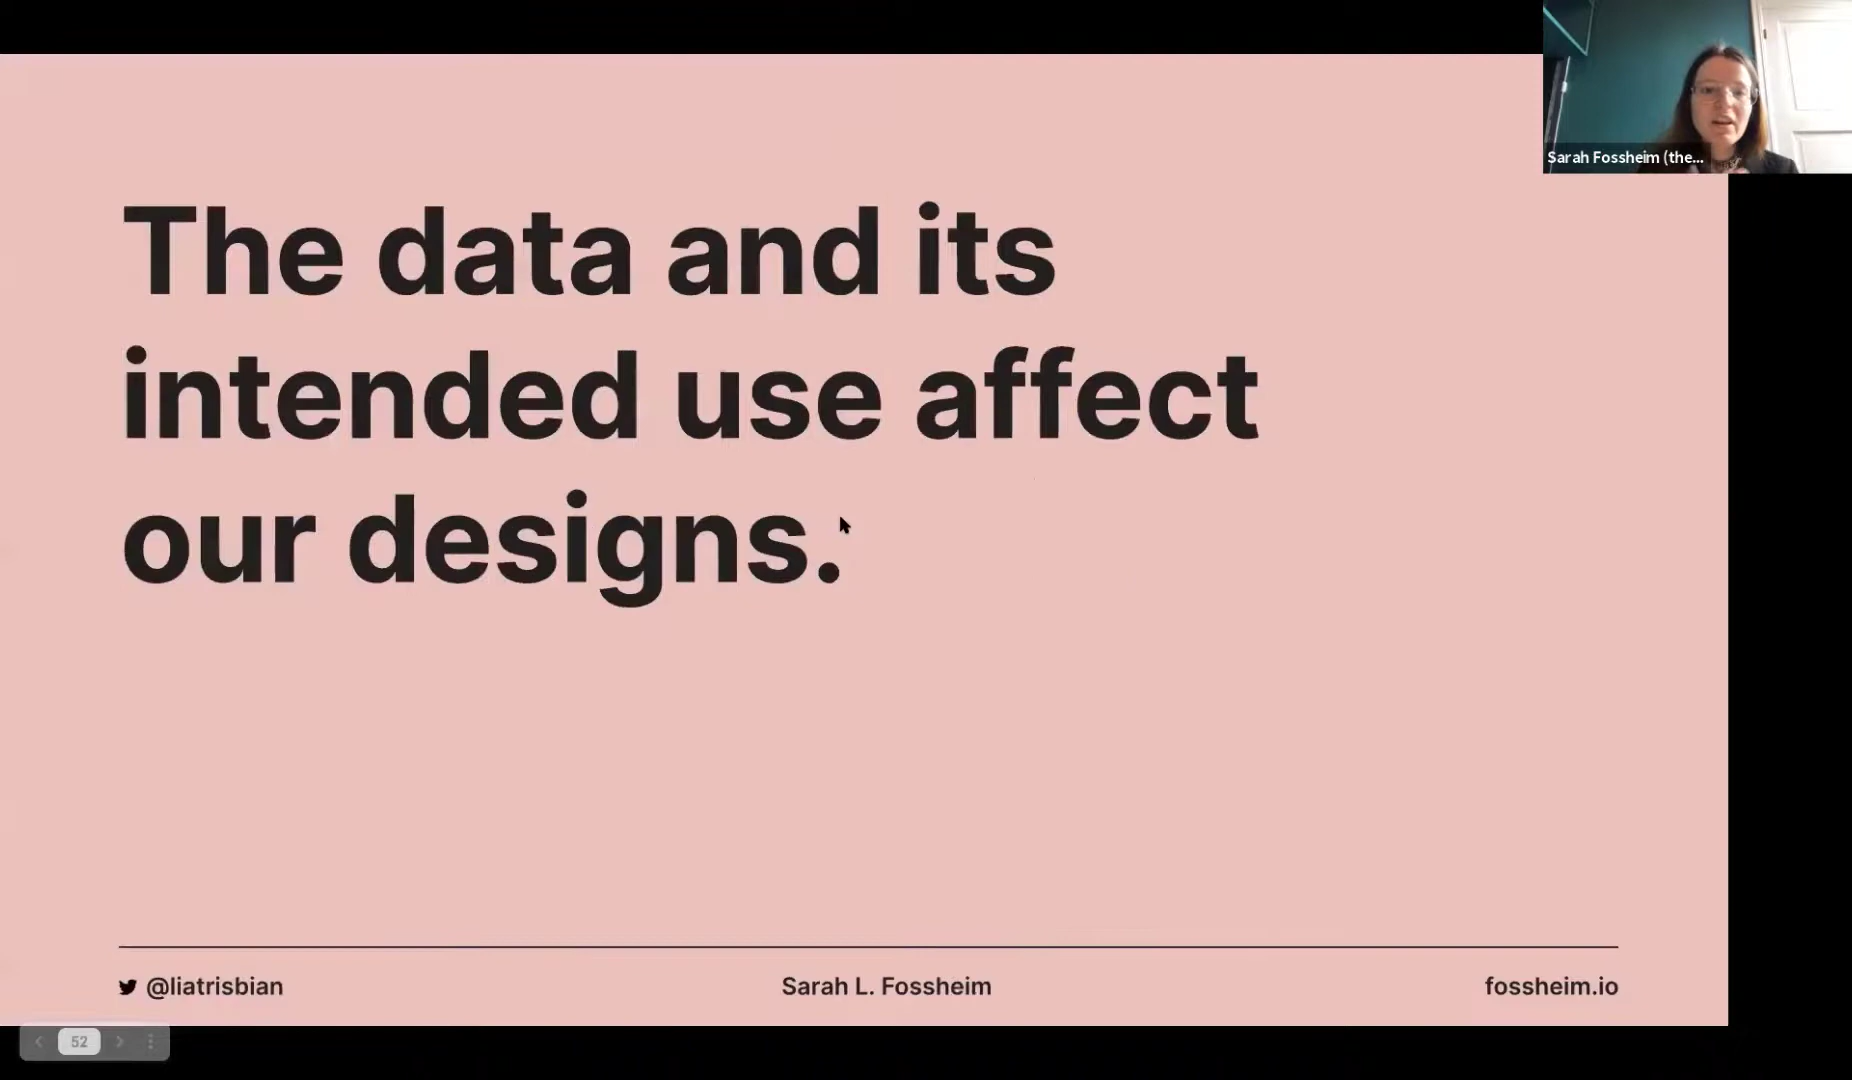 Sarah Fossheim (the...
The data and its
intended use affect
our designs.
@liatrisbian
Sarah L. Fossheim
fossheim.io
52